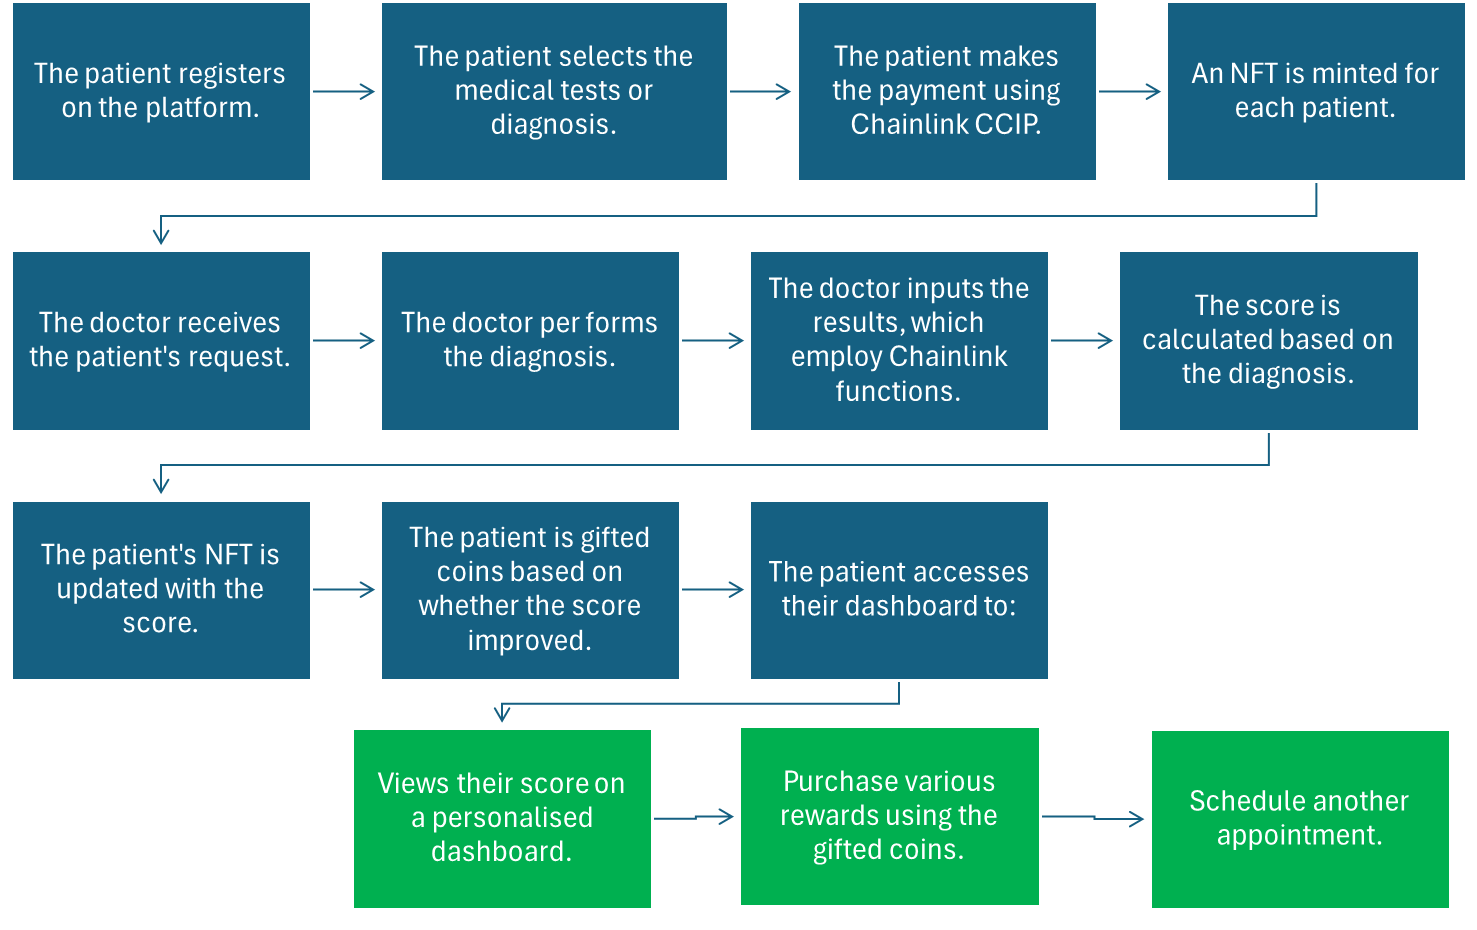 The patient registers
on the platform.
The patient selects the
medical tests or
diagnosis.
The patient makes
the payment using
Chainlink CCIP.
An NFT is minted for
each patient.
The doctor receives
the patient's request.
The doctor per forms
the diagnosis.
The doctor inputs the
results, which
employ Chainlink
functions.
The score is
calculated based on
the diagnosis.
The patient's NFT is
updated with the
score.
The patient is gifted
coins based on
whether the score
improved.
The patient accesses
their dashboard to:
Views their score on
a personalised
dashboard.
Purchase various
rewards using the
gifted coins.
Schedule another
appointment.